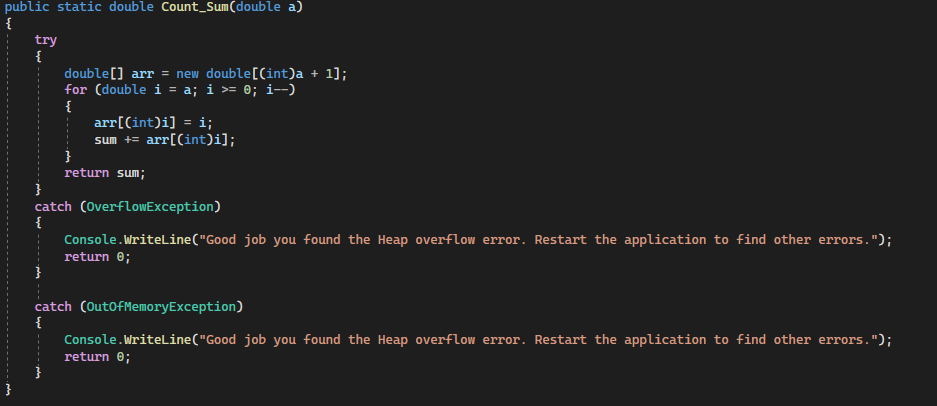 public static double Count_Sum(double a)
{
    try
    {
        double[] arr = new double[(int)a + 1];
        for (double i = a; i >= 0; i--)
        {
            arr[(int)i] = i;
            sum += arr[(int)i];
        }
        return sum;
    }
    catch (OverflowException)
    {
        Console.WriteLine("Good job you found the Heap overflow error. Restart the application to find other errors.");
        return 0;
    }

    catch (OutOfMemoryException)
    {
        Console.WriteLine("Good job you found the Heap overflow error. Restart the application to find other errors.");
        return 0;
    }
}